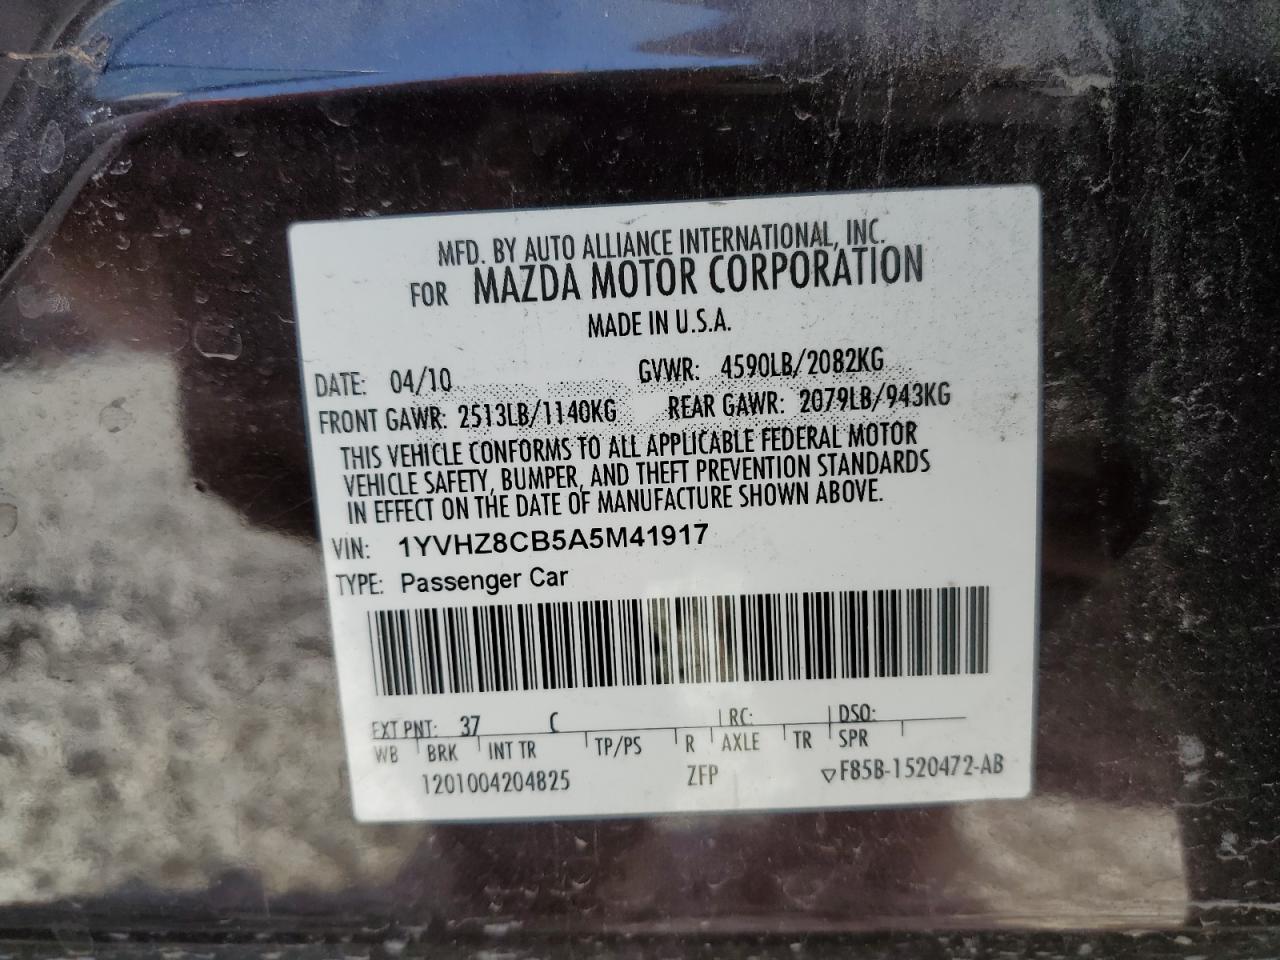 MFD. BY AUTO ALLIANCE INTERNATIONAL, INC.
FOR MAZDA MOTOR CORPORATION
MADE IN U.S.A.
DATE: 04/10 GVWR: 4590LB/2082KG
FRONT GAWR: 2513LB/1140KG REAR GAWR: 2079LB/943KG
THIS VEHICLE CONFORMS TO ALL APPLICABLE FEDERAL MOTOR
VEHICLE SAFETY, BUMPER, AND THEFT PREVENTION STANDARDS
IN EFFECT ON THE DATE OF MANUFACTURE SHOWN ABOVE.
VIN: 1YVHZ8CB5A5M41917
TYPE: Passenger Car
EXT PNT: 37 C RC: DSO:
WB BRK INT TR TP/PS R AXLE TR SPR
1201004204825 ZFP ▽F85B-1520472-AB